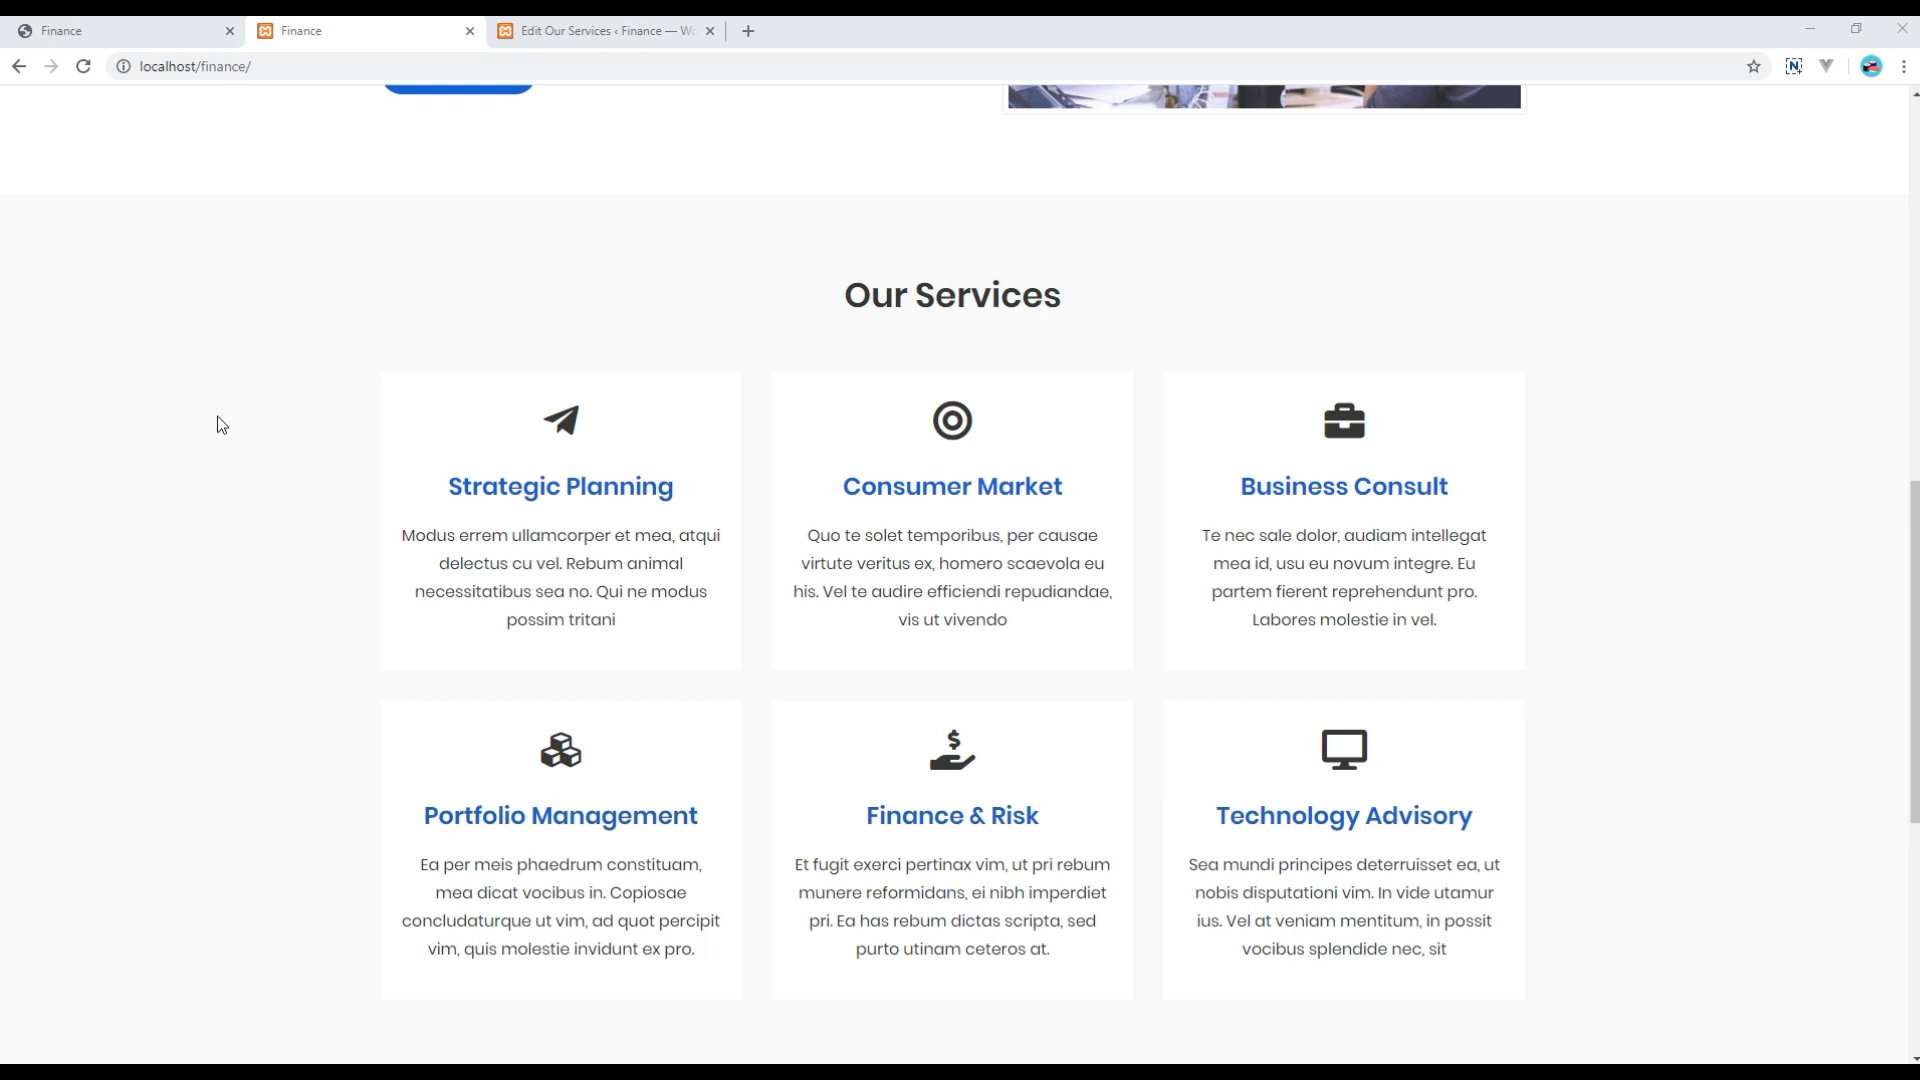 Finance
Finance
Edit Our Services ‹ Finance — Wo
localhost/finance/
Our Services
Strategic Planning
Modus errem ullamcorper et mea, atqui
delectus cu vel. Rebum animal
necessitatibus sea no. Qui ne modus
possim tritani
Consumer Market
Quo te solet temporibus, per causae
virtute veritus ex, homero scaevola eu
his. Vel te audire efficiendi repudiandae,
vis ut vivendo
Business Consult
Te nec sale dolor, audiam intellegat
mea id, usu eu novum integre. Eu
partem fierent reprehendunt pro.
Labores molestie in vel.
Portfolio Management
Ea per meis phaedrum constituam,
mea dicat vocibus in. Copiosae
concludaturque ut vim, ad quot percipit
vim, quis molestie invidunt ex pro.
Finance & Risk
Et fugit exerci pertinax vim, ut pri rebum
munere reformidans, ei nibh imperdiet
pri. Ea has rebum dictas scripta, sed
purto utinam ceteros at.
Technology Advisory
Sea mundi principes deterruisset ea, ut
nobis disputationi vim. In vide utamur
ius. Vel at veniam mentitum, in possit
vocibus splendide nec, sit